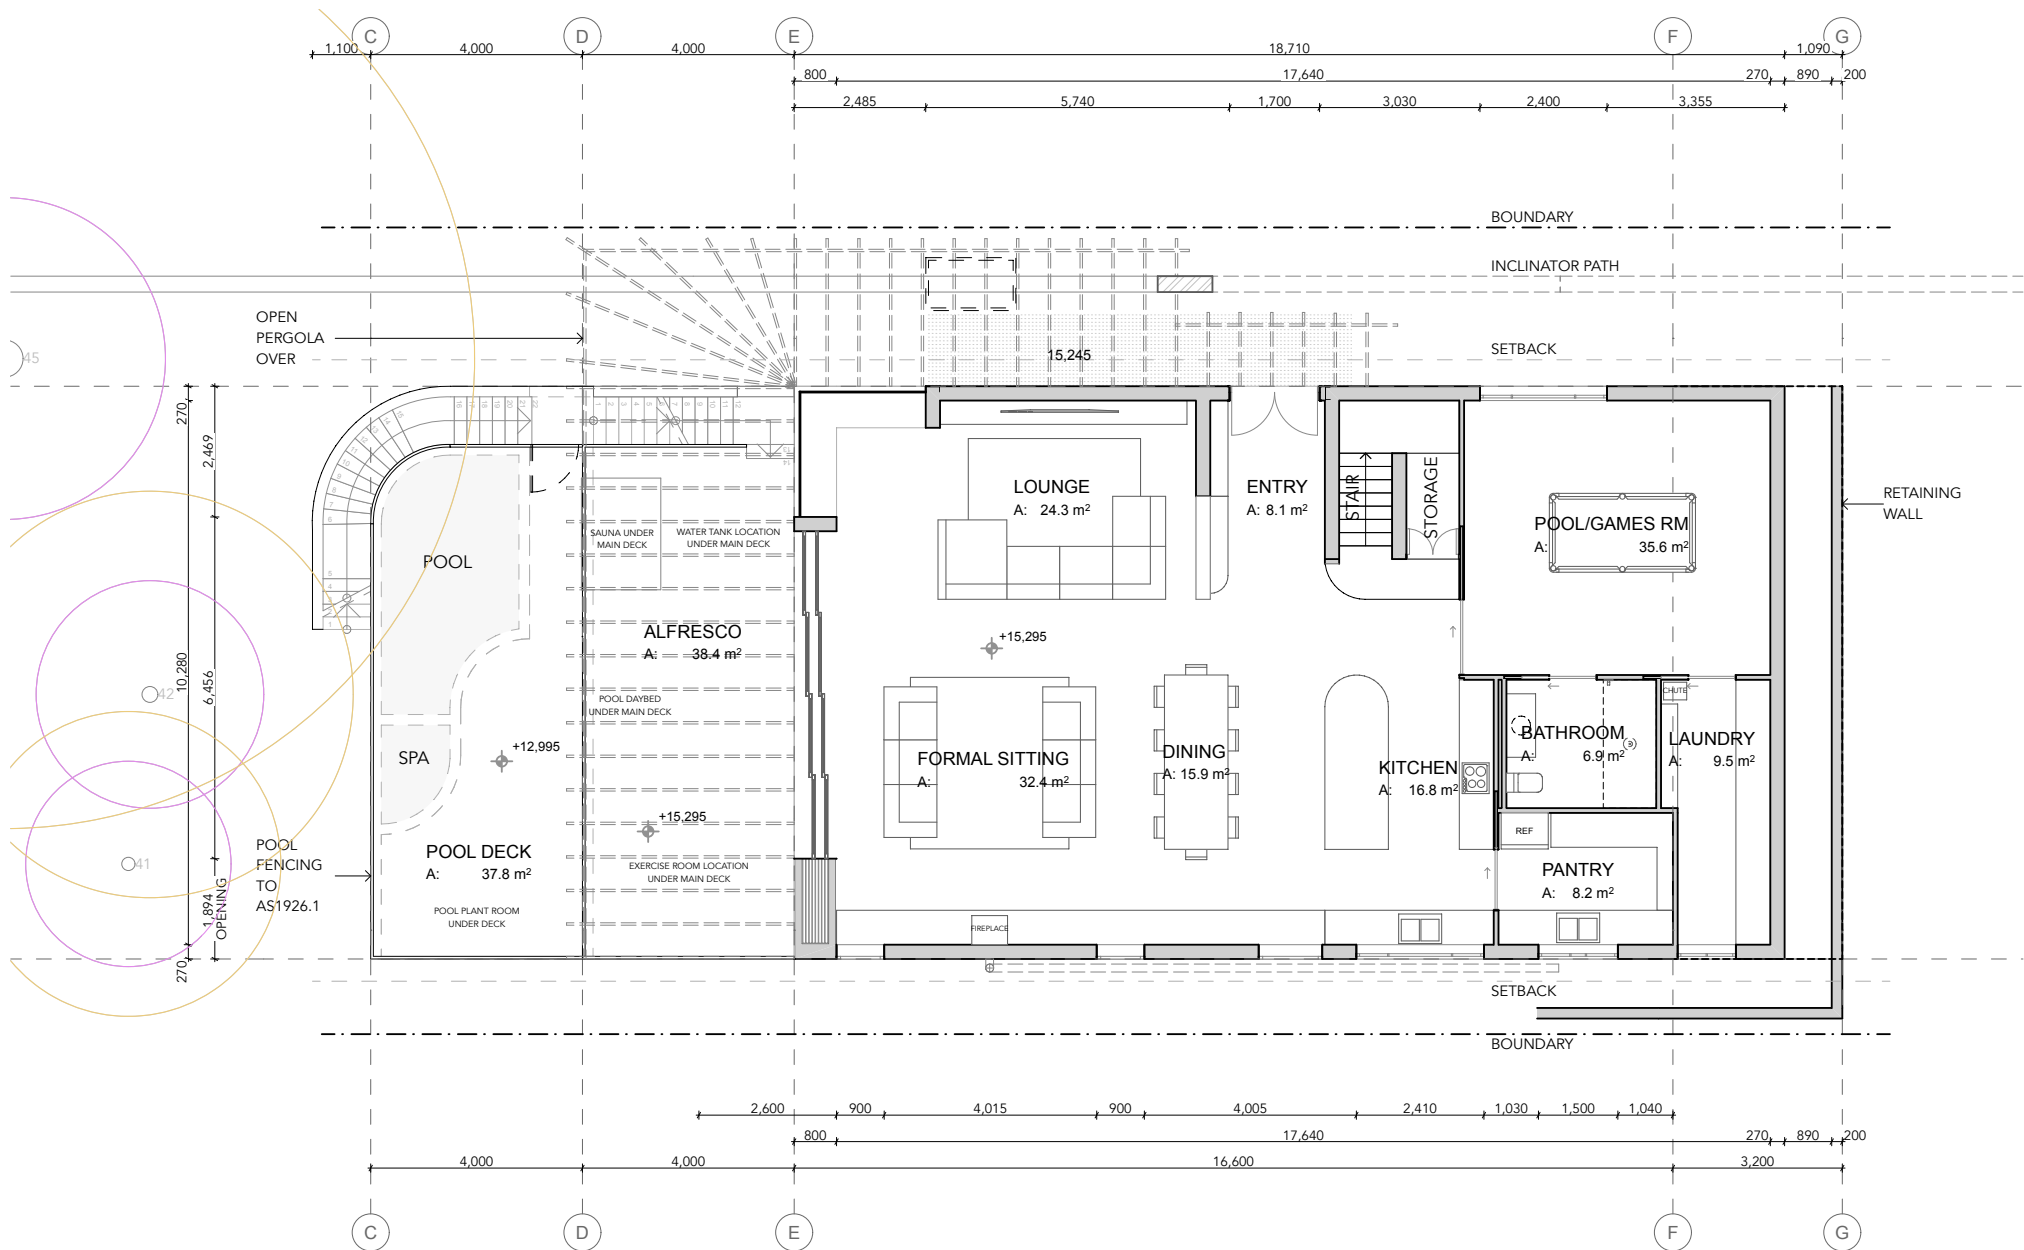 C
D
E
F
G
1,100
4,000
4,000
18,710
1,090
800
17,640
270
890
200
2,485
5,740
1,700
3,030
2,400
3,355
BOUNDARY
INCLINATOR PATH
SETBACK
OPEN
PERGOLA
OVER
15,245
45
42
41
270
2,469
10,280
6,456
1,894
OPENING
270
POOL
SPA
+12,995
POOL DECK
A: 37.8 m²
POOL PLANT ROOM
UNDER DECK
POOL
FENCING
TO
AS1926.1
SAUNA UNDER
MAIN DECK
WATER TANK LOCATION
UNDER MAIN DECK
ALFRESCO
A: 38.4 m²
POOL DAYBED
UNDER MAIN DECK
+15,295
EXERCISE ROOM LOCATION
UNDER MAIN DECK
LOUNGE
A: 24.3 m²
ENTRY
A: 8.1 m²
STAIR
STORAGE
POOL/GAMES RM
A: 35.6 m²
RETAINING
WALL
+15,295
FORMAL SITTING
A: 32.4 m²
DINING
A: 15.9 m²
KITCHEN
A: 16.8 m²
BATHROOM
A: 6.9 m²
CHUTE
LAUNDRY
A: 9.5 m²
REF
PANTRY
A: 8.2 m²
FIREPLACE
SETBACK
BOUNDARY
2,600
900
4,015
900
4,005
2,410
1,030
1,500
1,040
800
17,640
270
890
200
4,000
4,000
16,600
3,200
C
D
E
F
G